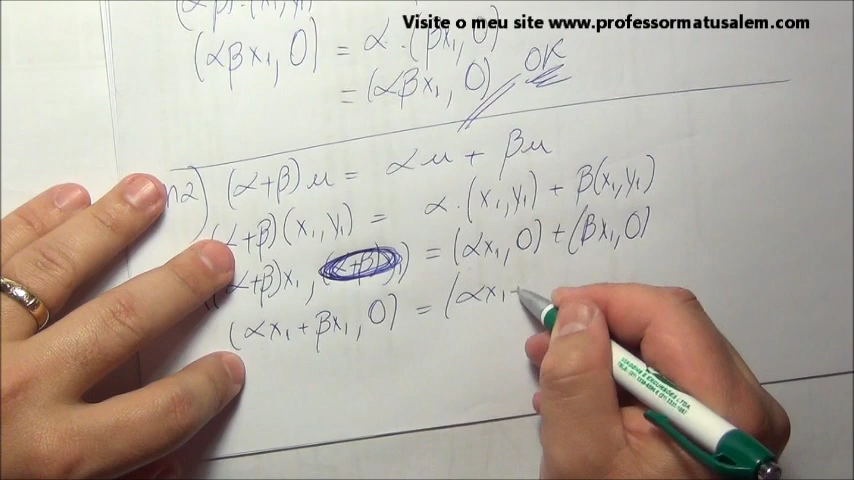 Visite o meu site www.professormatusalem.com
(αβx₁, 0) = α · (βx₁, 0)
= (αβx₁, 0) OK
m2) (α+β)u = αu + βu
(α+β)(x₁, y₁) = α · (x₁, y₁) + β(x₁, y₁)
((α+β)x₁, = (αx₁, 0) + (βx₁, 0)
(αx₁ + βx₁, 0) = (αx₁ +